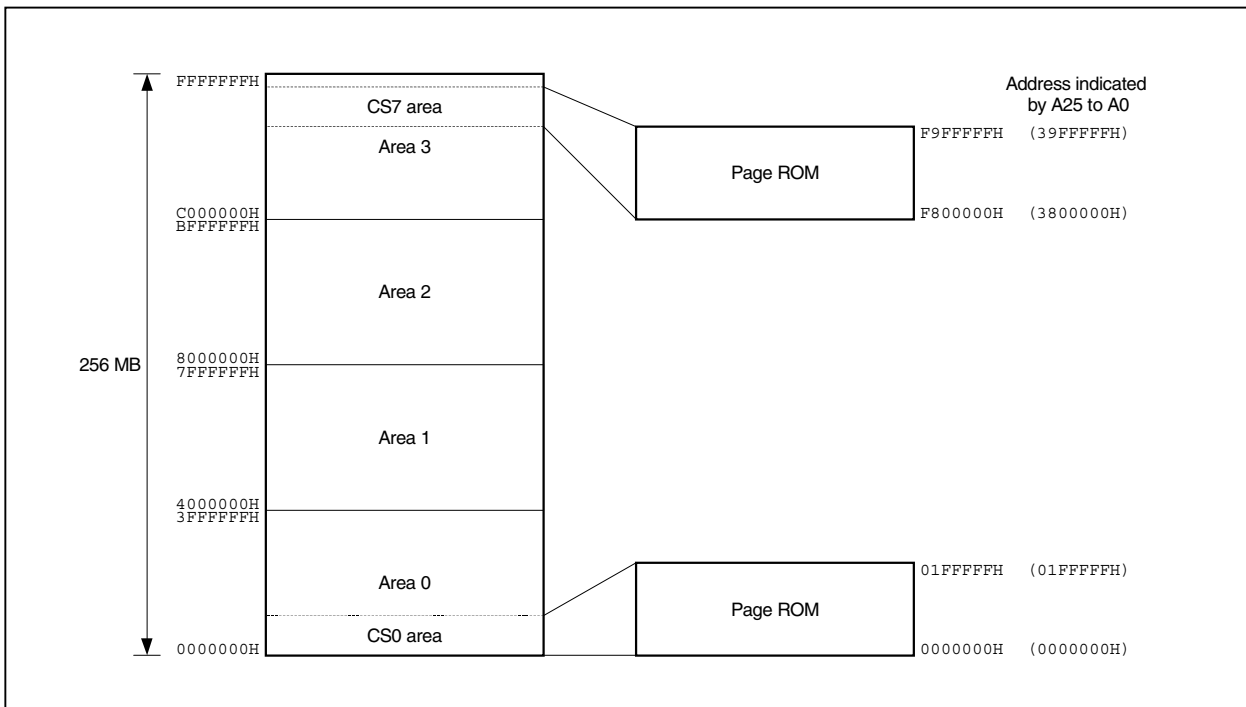 FFFFFFFH
CS7 area
Area 3
C000000H
BFFFFFFH
Area 2
256 MB
8000000H
7FFFFFFH
Area 1
4000000H
3FFFFFFH
Area 0
CS0 area
0000000H
Address indicated
by A25 to A0
F9FFFFFH (39FFFFFH)
Page ROM
F800000H (3800000H)
01FFFFFH (01FFFFFH)
Page ROM
0000000H (0000000H)